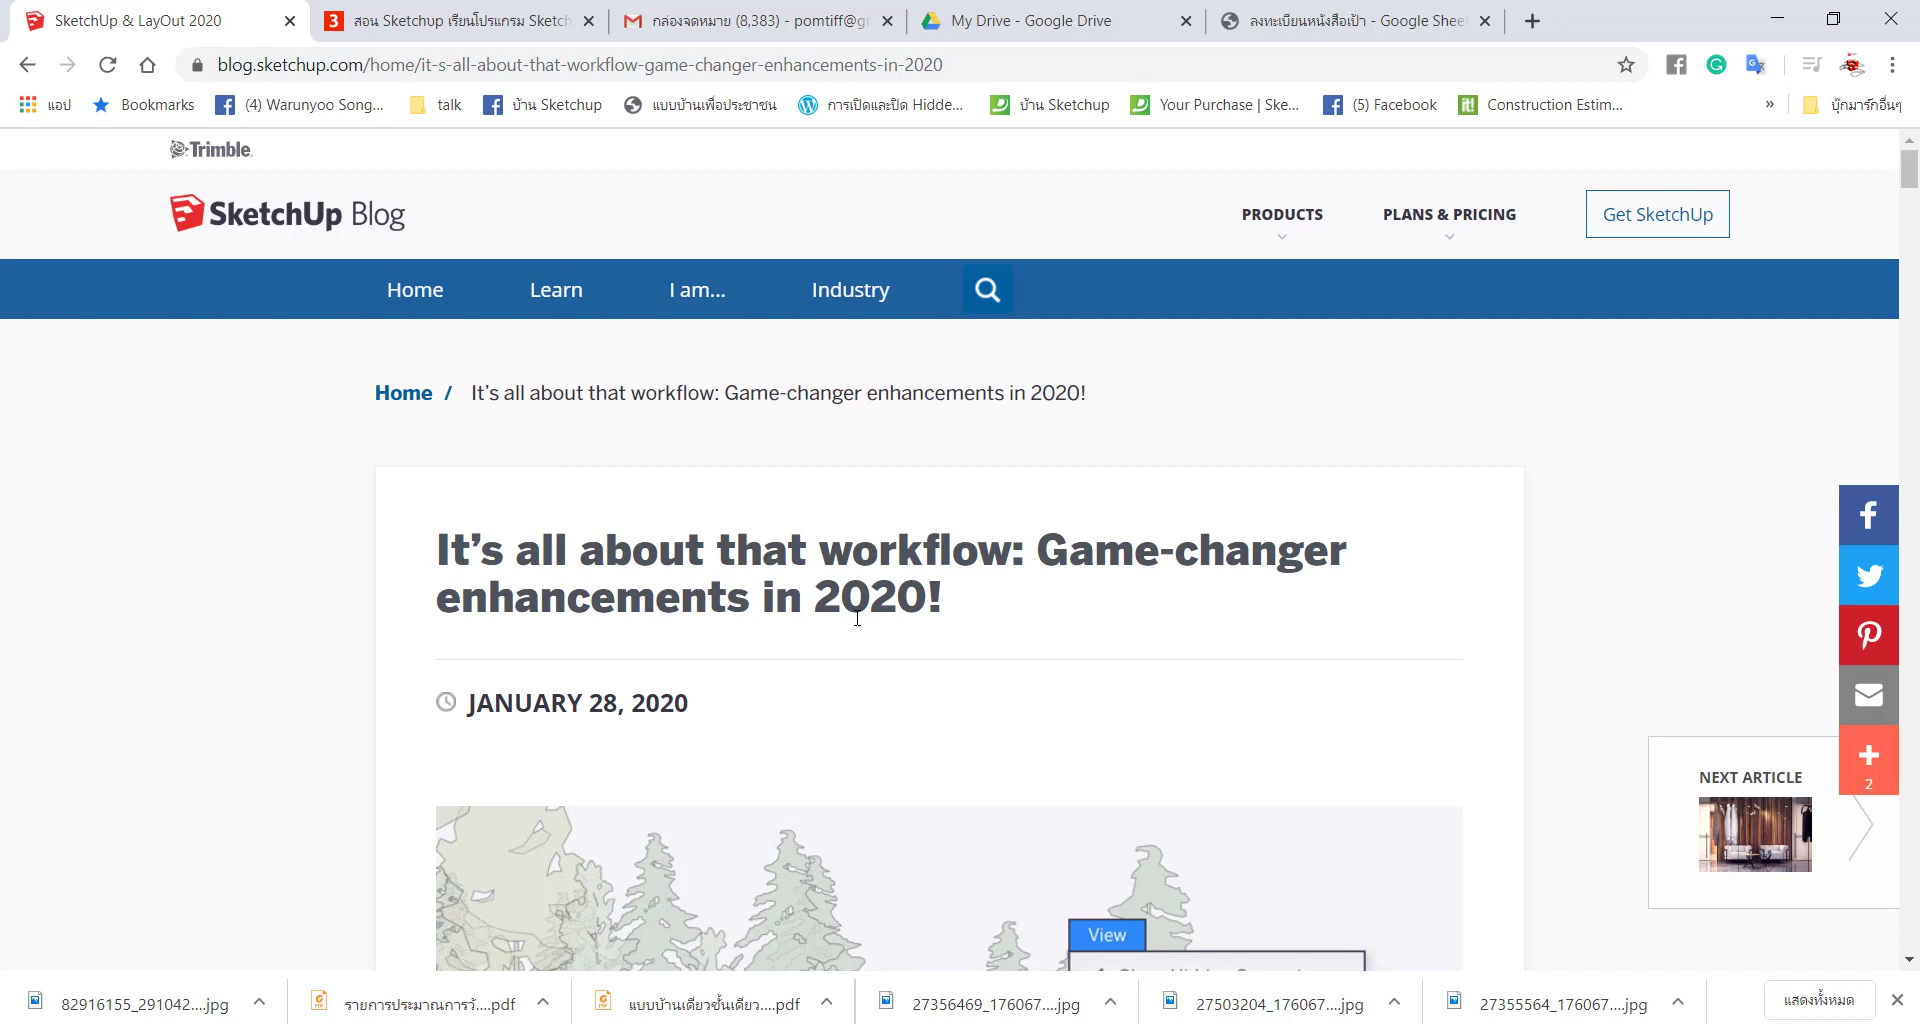 SketchUp & LayOut 2020
สอน Sketchup เรียนโปรแกรม Sketch
กล่องจดหมาย (8,383) - pomtiff@g
My Drive - Google Drive
ลงทะเบียนหนังสือเป้า - Google Shee
blog.sketchup.com/home/it-s-all-about-that-workflow-game-changer-enhancements-in-2020
แอป
Bookmarks
(4) Warunyoo Song...
talk
บ้าน Sketchup
แบบบ้านเพื่อประชาชน
การเปิดและปิด Hidde...
บ้าน Sketchup
Your Purchase | Ske...
(5) Facebook
Construction Estim...
»
บุ๊กมาร์กอื่นๆ
Trimble.
SketchUp Blog
PRODUCTS
PLANS & PRICING
Get SketchUp
Home
Learn
I am...
Industry
Home / It's all about that workflow: Game-changer enhancements in 2020!
It's all about that workflow: Game-changer
enhancements in 2020!
JANUARY 28, 2020
2
NEXT ARTICLE
View
82916155_291042....jpg
รายการประมาณการวั....pdf
แบบบ้านเดี่ยวชั้นเดียว....pdf
27356469_176067....jpg
27503204_176067....jpg
27355564_176067....jpg
แสดงทั้งหมด